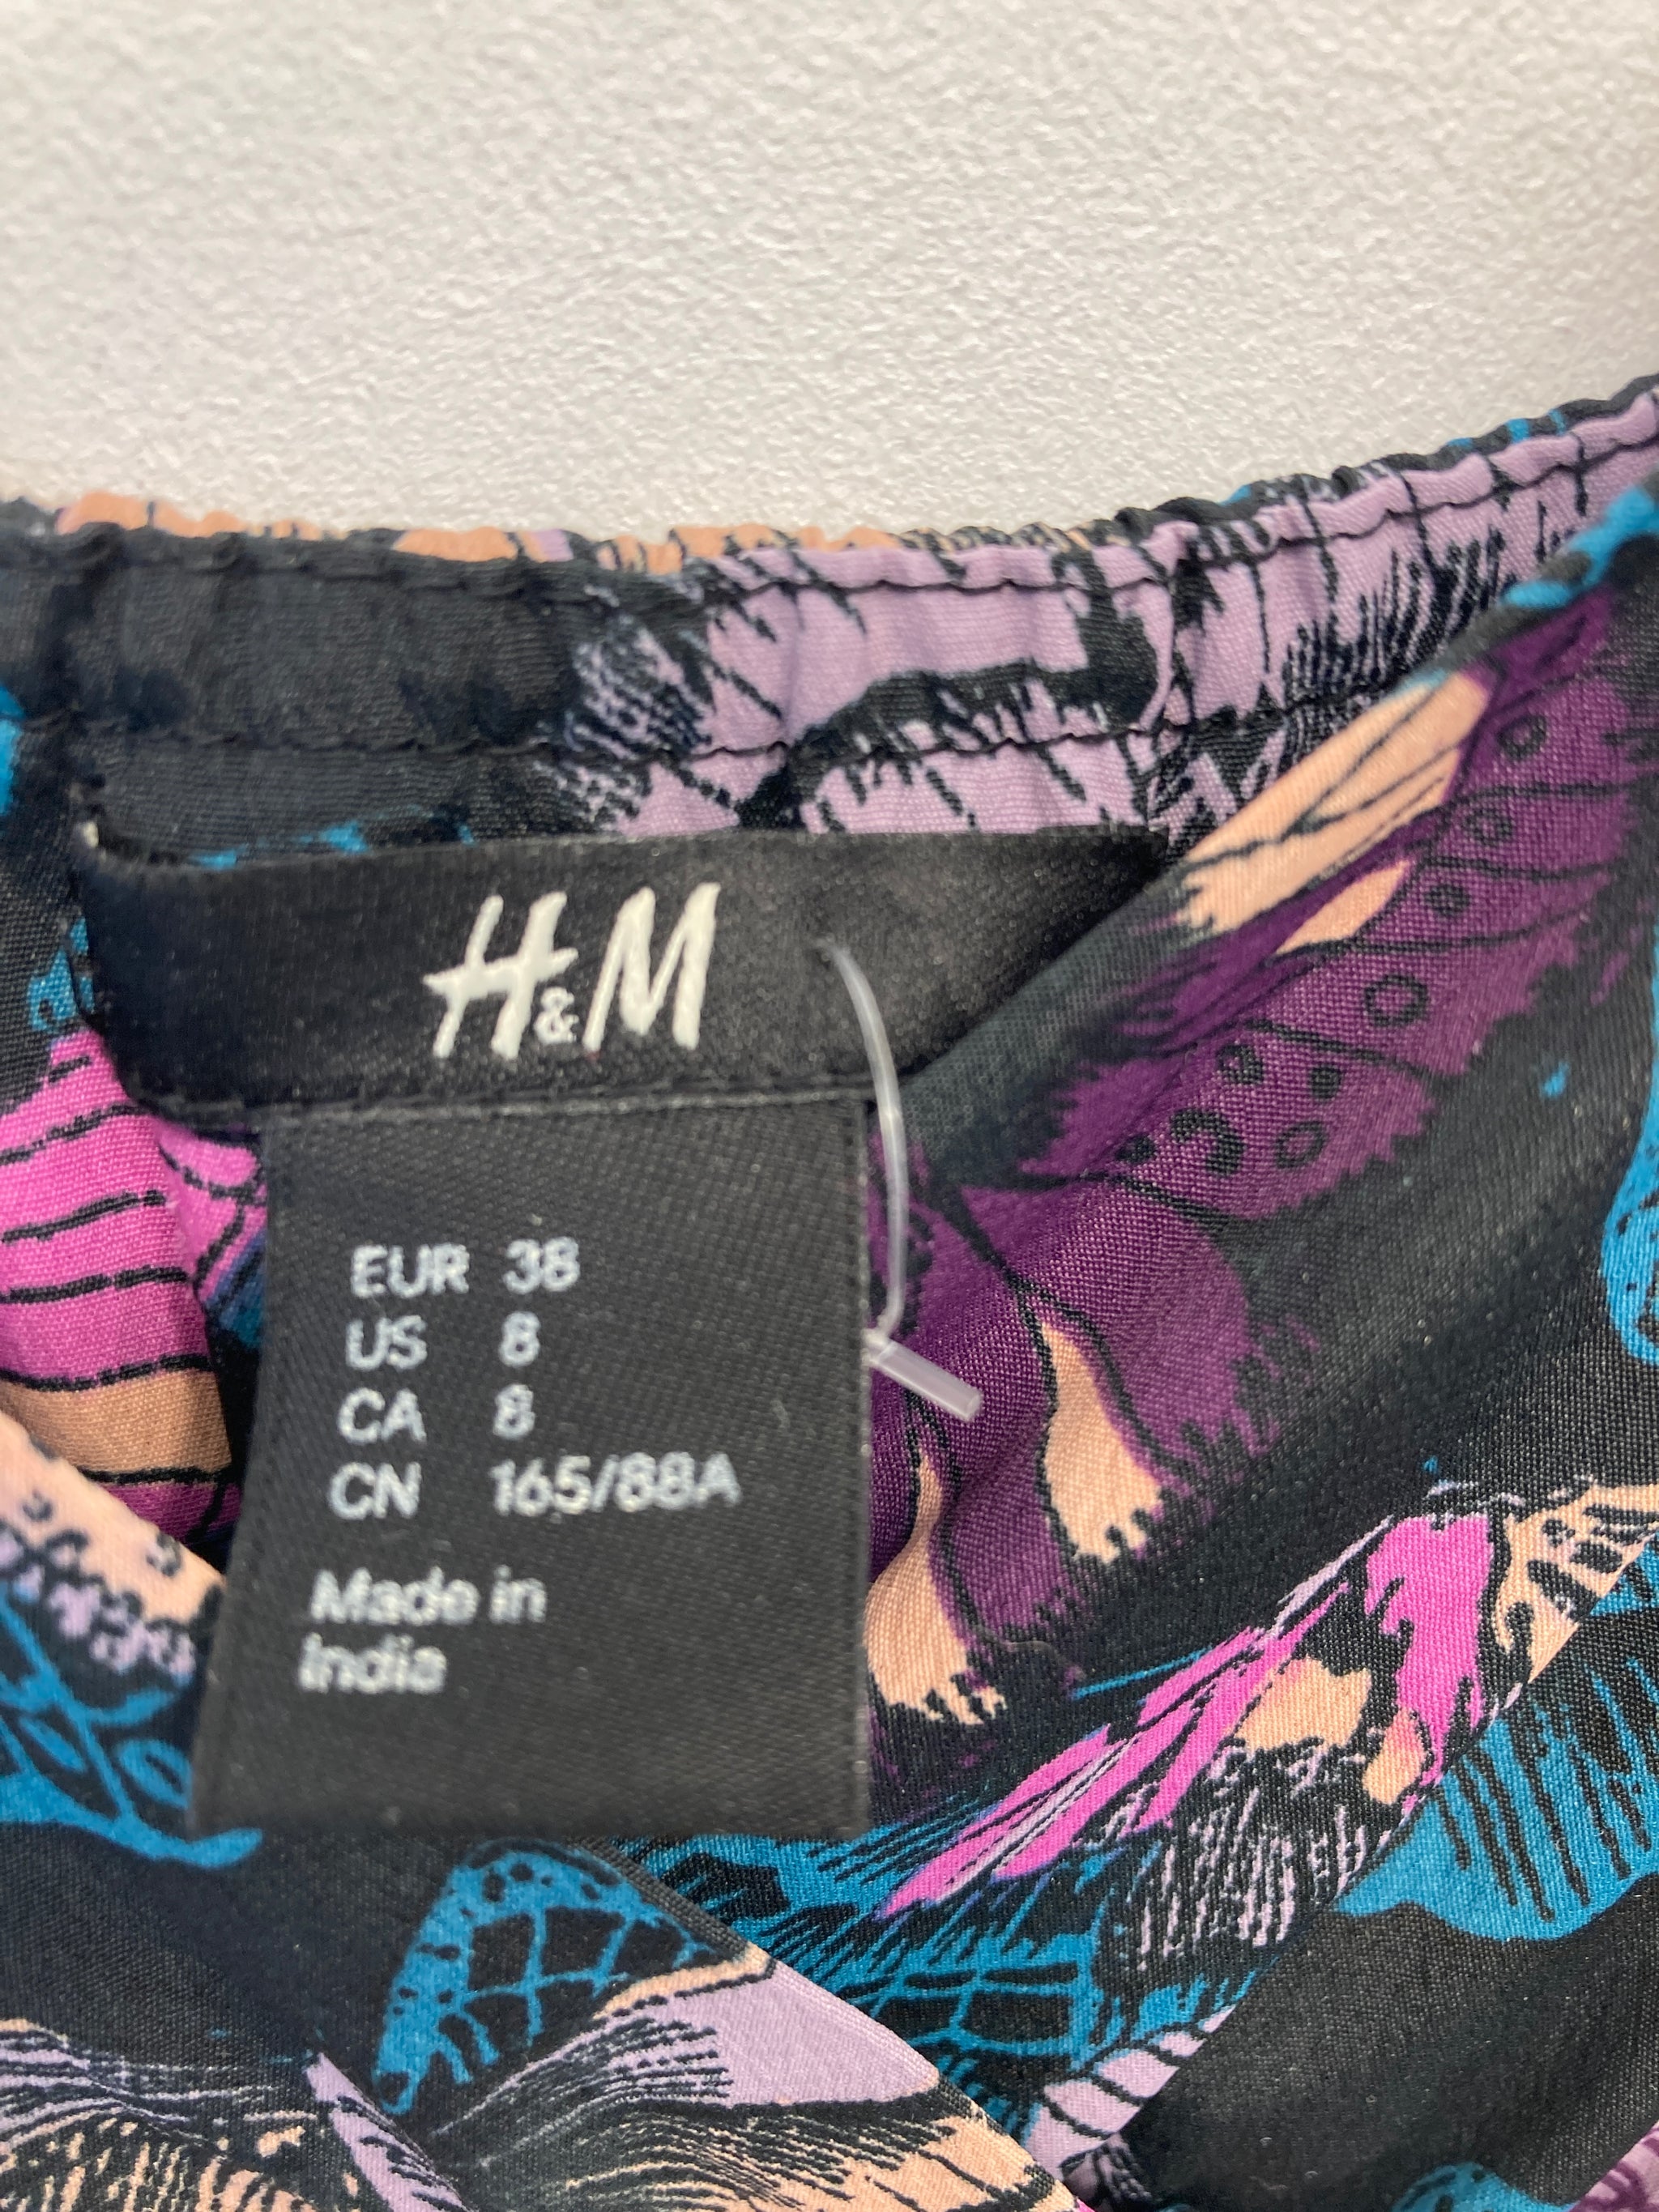 H&M
EUR 38
US 8
CA 8
CN 165/88A
Made in
India